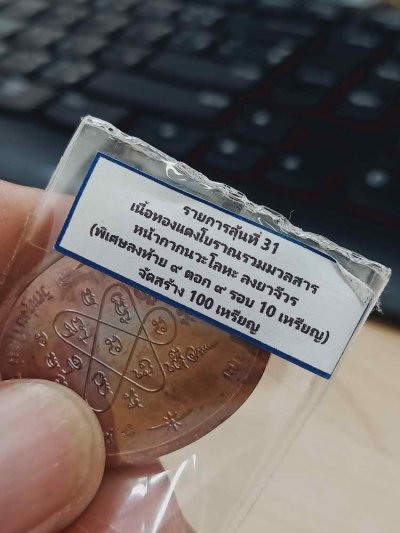 รายการลุ้นที่ 31
เนื้อทองแดงโบราณรวมมวลสาร
หน้ากากนวะโลหะ ลงยาจีวร
(พิเศษลงท้าย ๙ ตอก ๙ รอบ 10 เหรียญ)
จัดสร้าง 100 เหรียญ